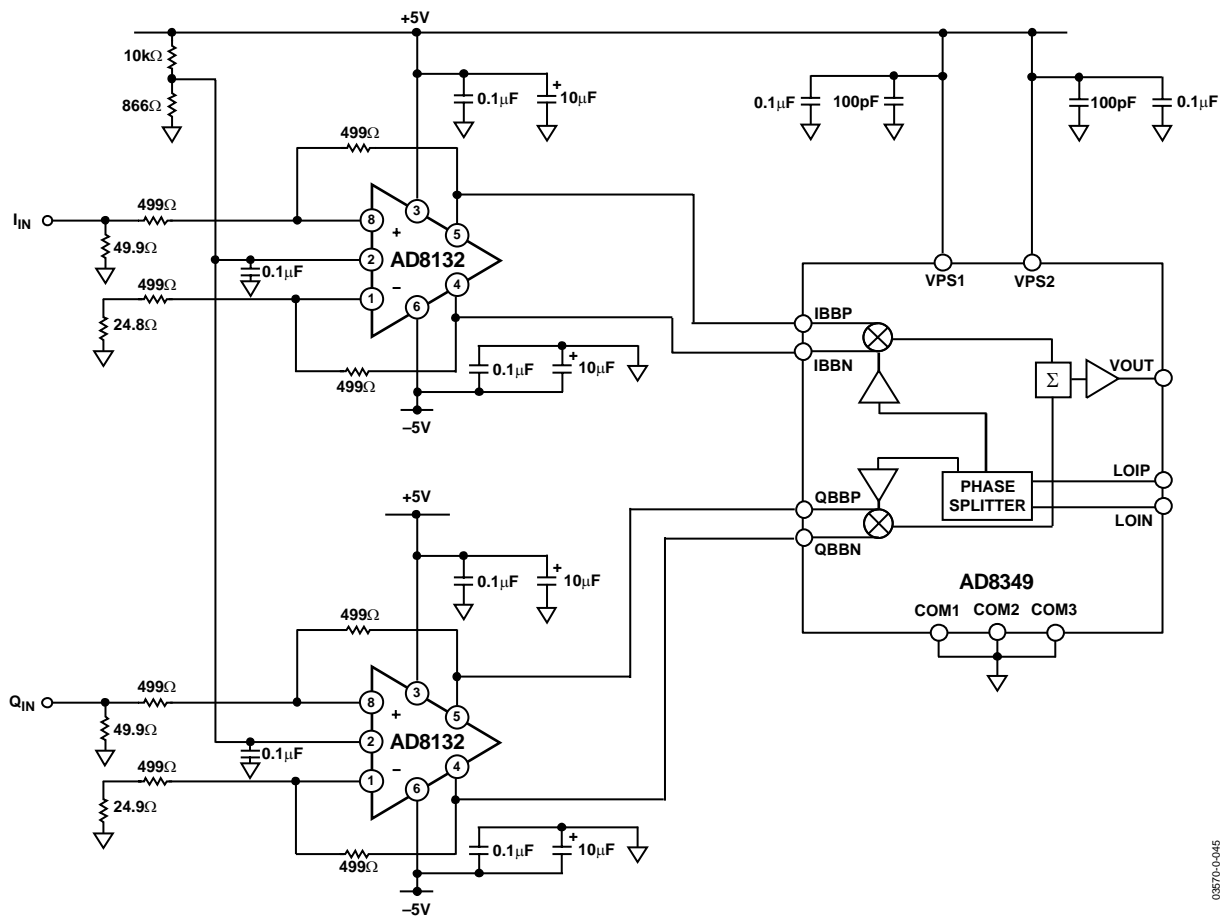 +5V
10kΩ
866Ω
0.1μF
+
10μF
0.1μF
100pF
100pF
0.1μF
499Ω
I_IN
499Ω
49.9Ω
8
+
3
5
2
AD8132
0.1μF
1
−
4
6
499Ω
24.8Ω
499Ω
0.1μF
+
10μF
−5V
VPS1
VPS2
IBBP
IBBN
Σ
VOUT
PHASE
SPLITTER
LOIP
LOIN
QBBP
QBBN
AD8349
COM1
COM2
COM3
+5V
0.1μF
+
10μF
499Ω
Q_IN
499Ω
49.9Ω
8
+
3
5
2
AD8132
0.1μF
1
−
4
6
499Ω
24.9Ω
499Ω
0.1μF
+
10μF
−5V
03570-0-045